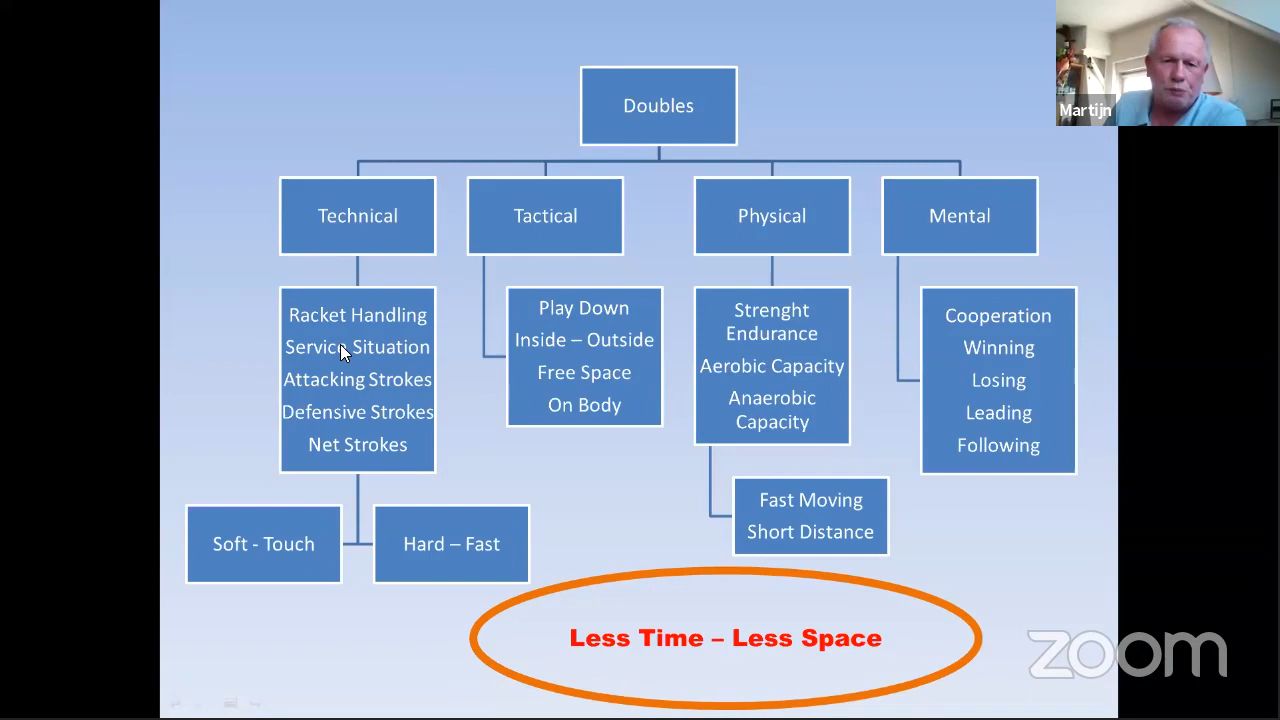 Doubles
Technical
Tactical
Physical
Mental
Racket Handling
Service Situation
Attacking Strokes
Defensive Strokes
Net Strokes
Play Down
Inside – Outside
Free Space
On Body
Strenght
Endurance
Aerobic Capacity
Anaerobic
Capacity
Cooperation
Winning
Losing
Leading
Following
Fast Moving
Short Distance
Soft - Touch
Hard – Fast
Less Time – Less Space
Martijn
zoom